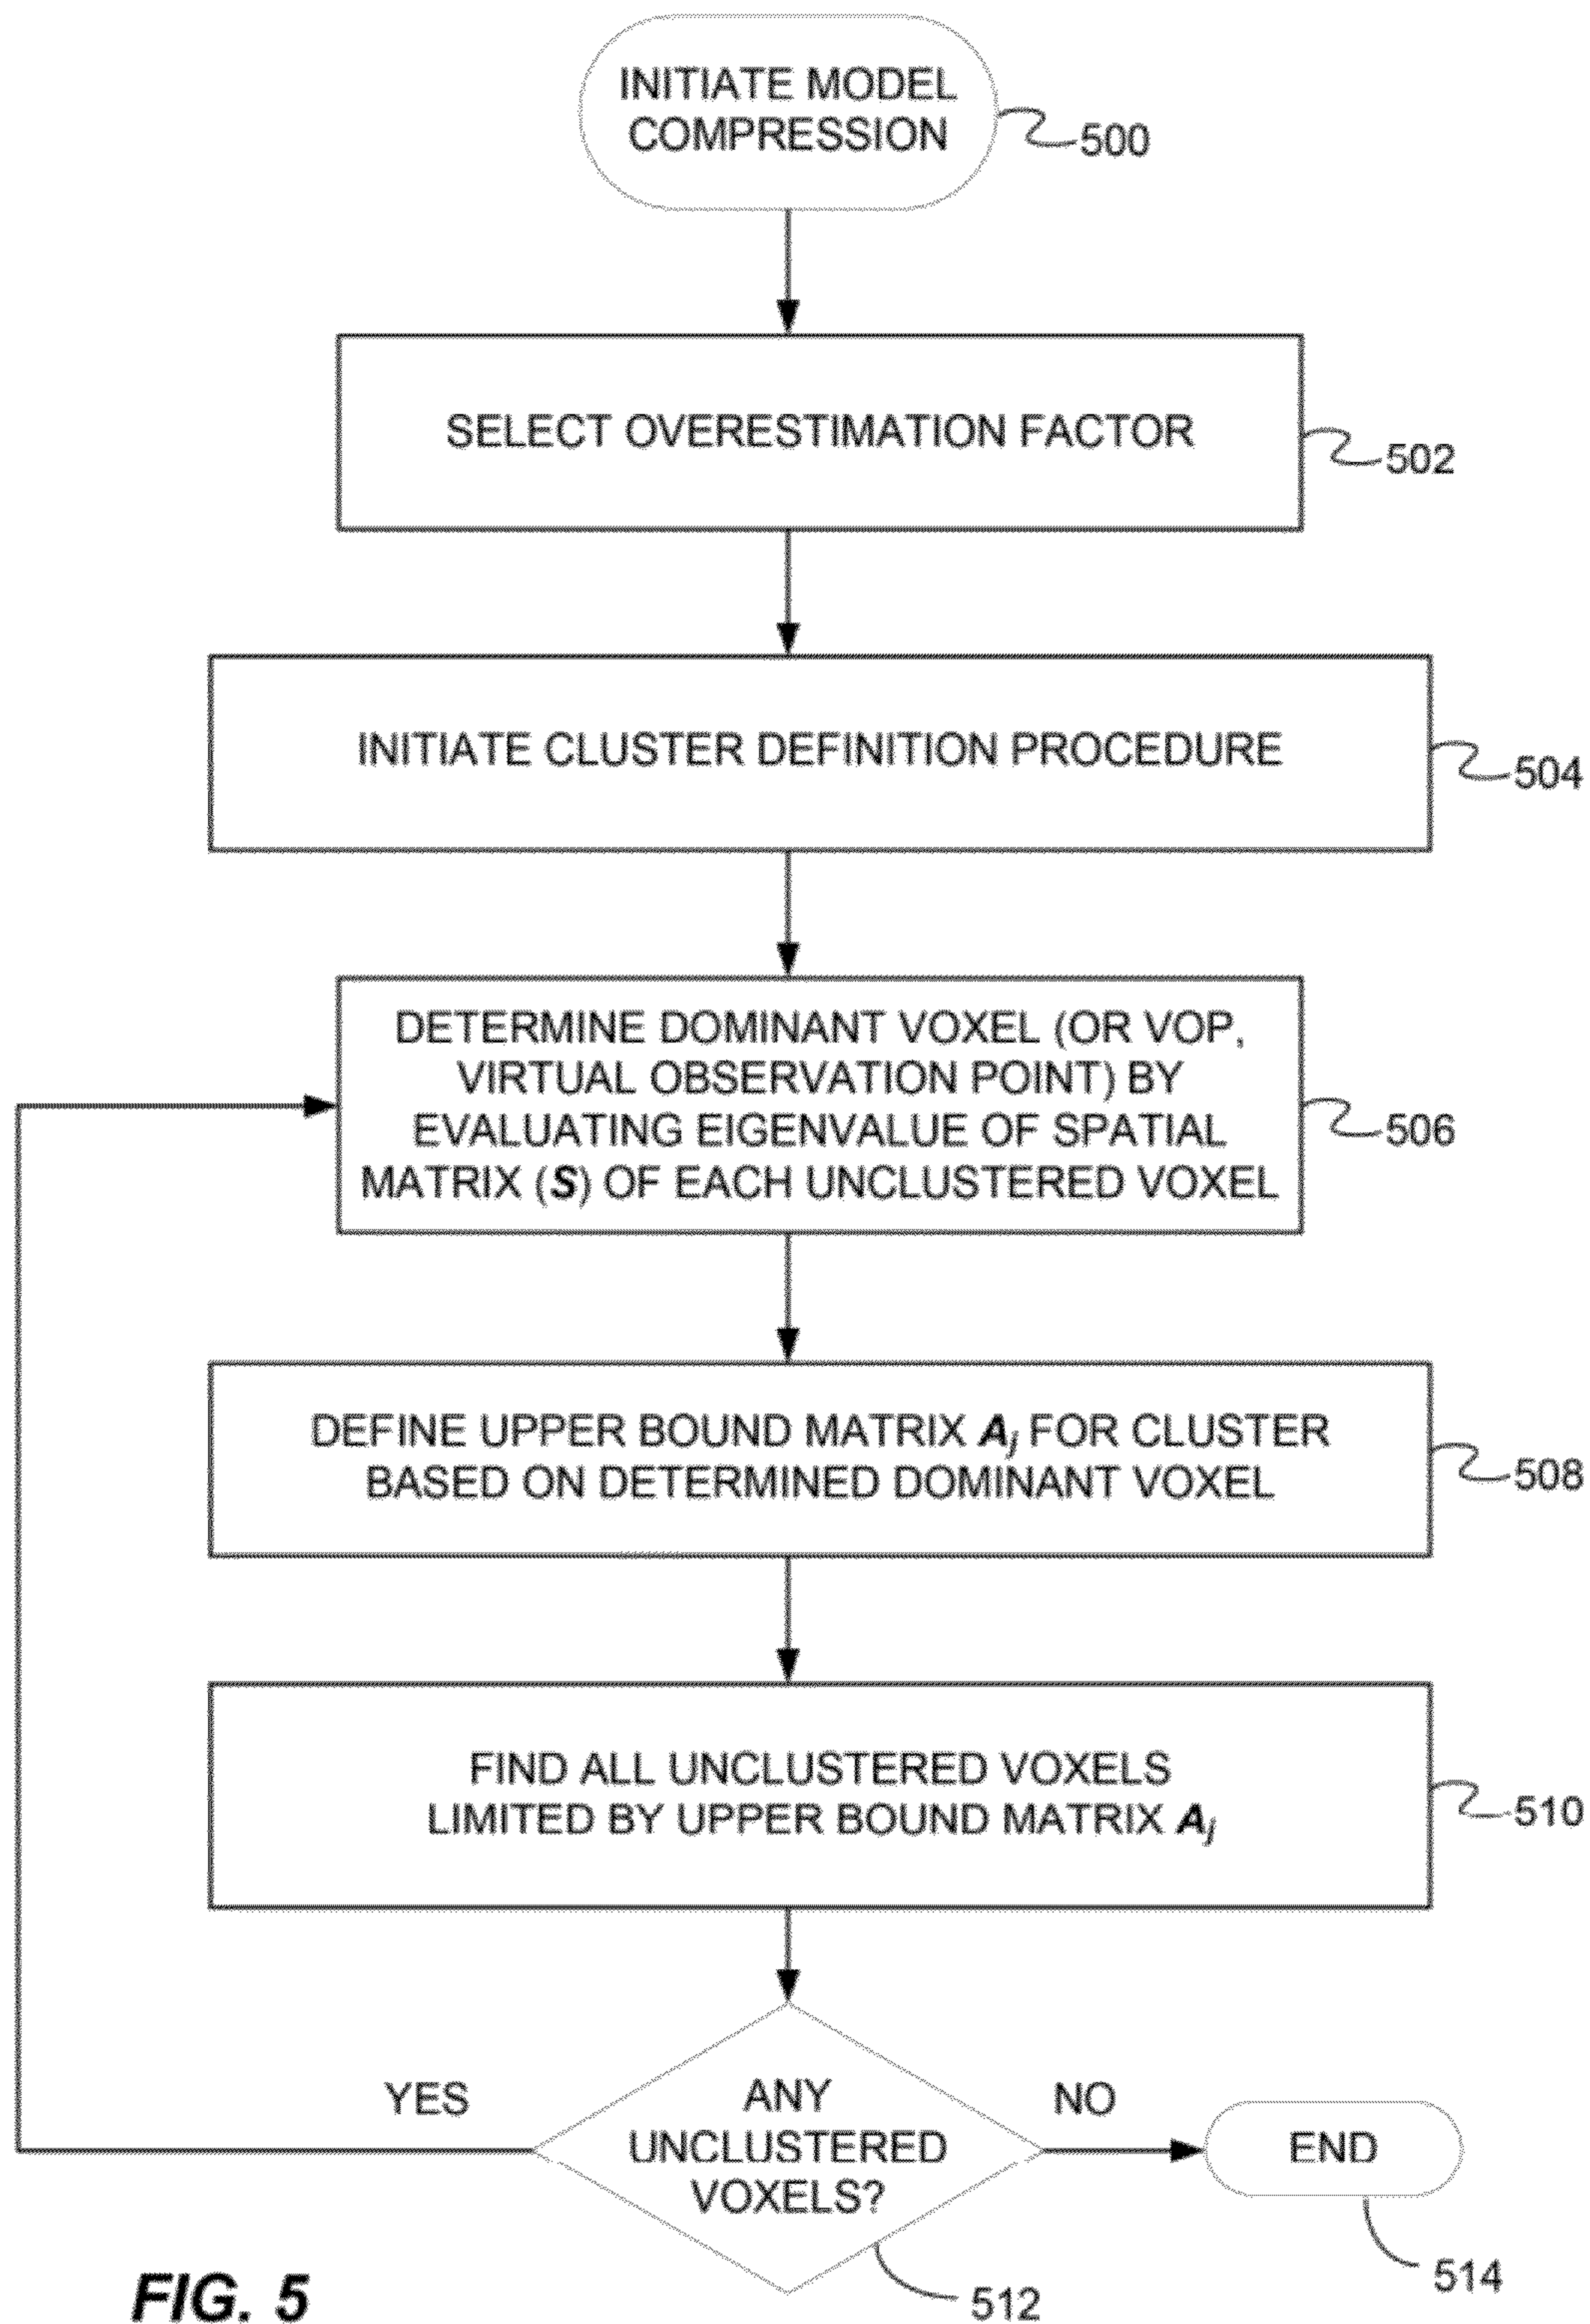 INITIATE MODEL
COMPRESSION
500
SELECT OVERESTIMATION FACTOR
502
INITIATE CLUSTER DEFINITION PROCEDURE
504
DETERMINE DOMINANT VOXEL (OR VOP,
VIRTUAL OBSERVATION POINT) BY
EVALUATING EIGENVALUE OF SPATIAL
MATRIX (S) OF EACH UNCLUSTERED VOXEL
506
DEFINE UPPER BOUND MATRIX Aj FOR CLUSTER
BASED ON DETERMINED DOMINANT VOXEL
508
FIND ALL UNCLUSTERED VOXELS
LIMITED BY UPPER BOUND MATRIX Aj
510
YES
ANY
UNCLUSTERED
VOXELS?
NO
END
512
514
FIG. 5